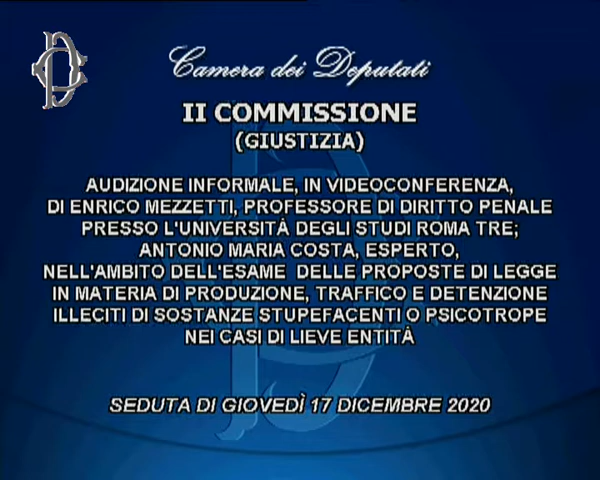 Camera dei Deputati
II COMMISSIONE
(GIUSTIZIA)
AUDIZIONE INFORMALE, IN VIDEOCONFERENZA,
DI ENRICO MEZZETTI, PROFESSORE DI DIRITTO PENALE
PRESSO L'UNIVERSITÀ DEGLI STUDI ROMA TRE;
ANTONIO MARIA COSTA, ESPERTO,
NELL'AMBITO DELL'ESAME DELLE PROPOSTE DI LEGGE
IN MATERIA DI PRODUZIONE, TRAFFICO E DETENZIONE
ILLECITI DI SOSTANZE STUPEFACENTI O PSICOTROPE
NEI CASI DI LIEVE ENTITÀ
SEDUTA DI GIOVEDÌ 17 DICEMBRE 2020